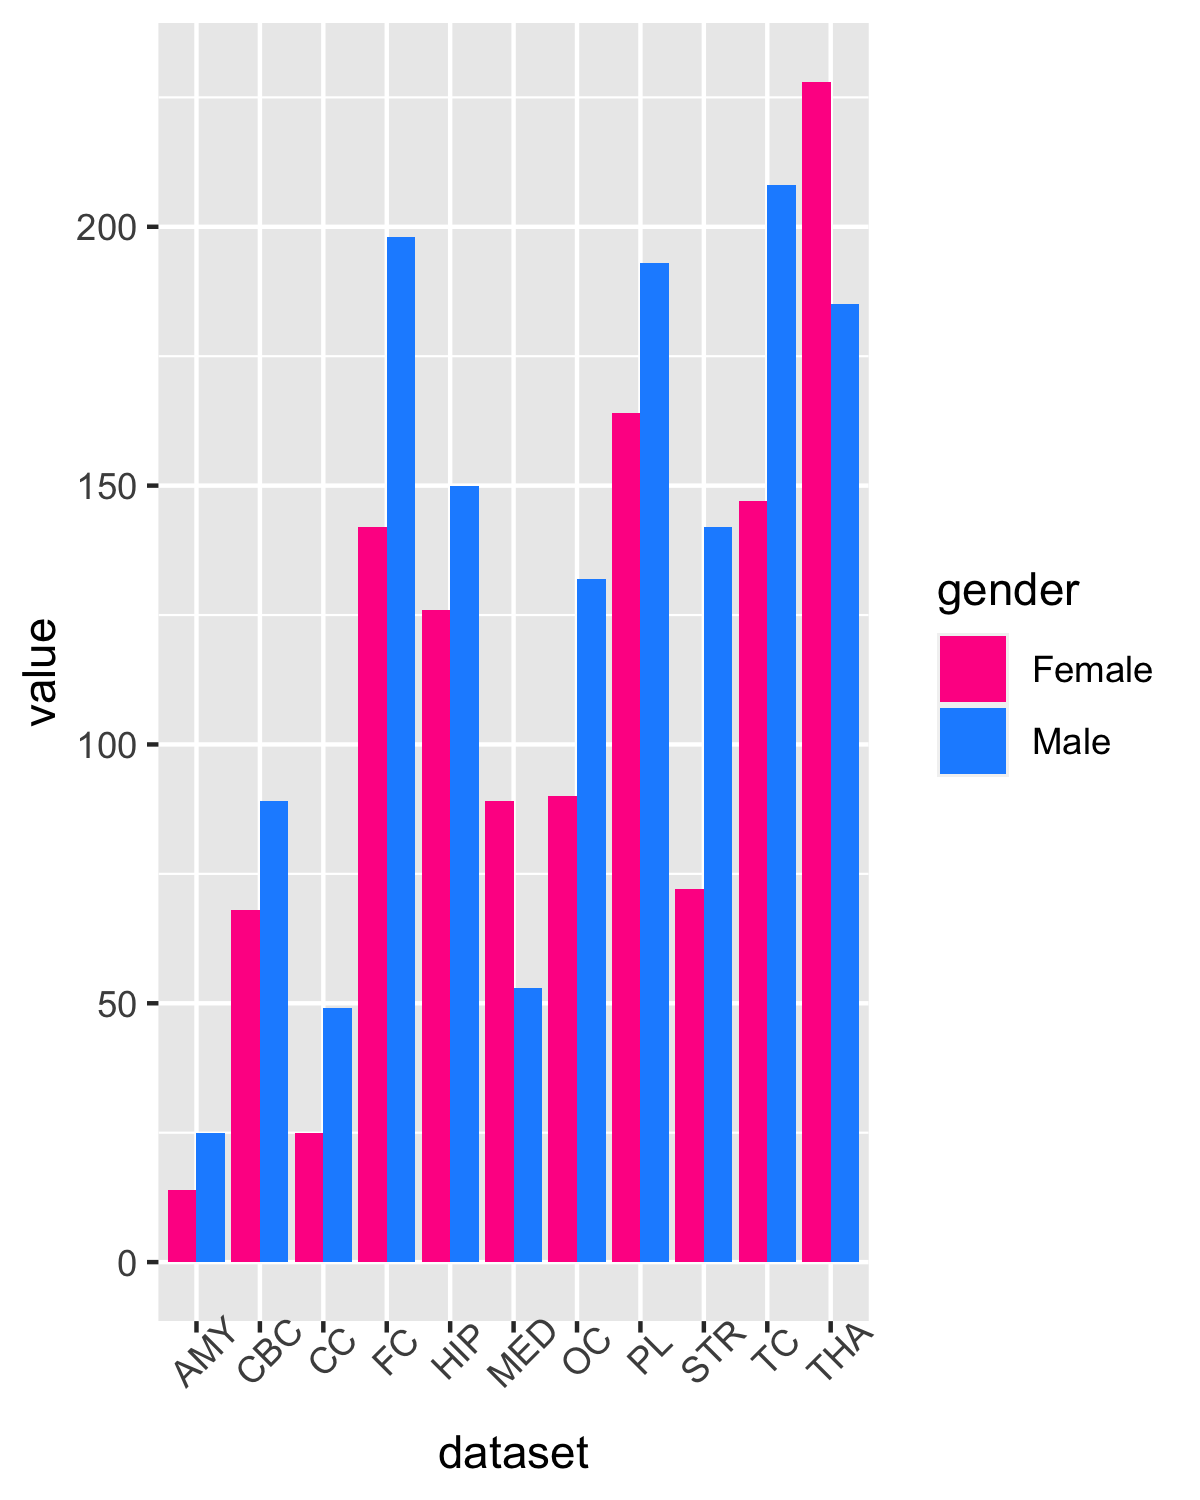 200
150
100
50
0
value
AMY CBC CC FC HIP MED OC PL STR TC THA
dataset
gender
Female
Male